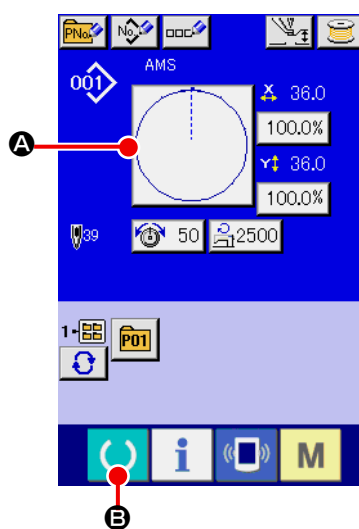 PNo. No.
AMS
001
X 36.0
A
100.0%
Y 36.0
100.0%
39 50 2500
1-
P01
i M
B